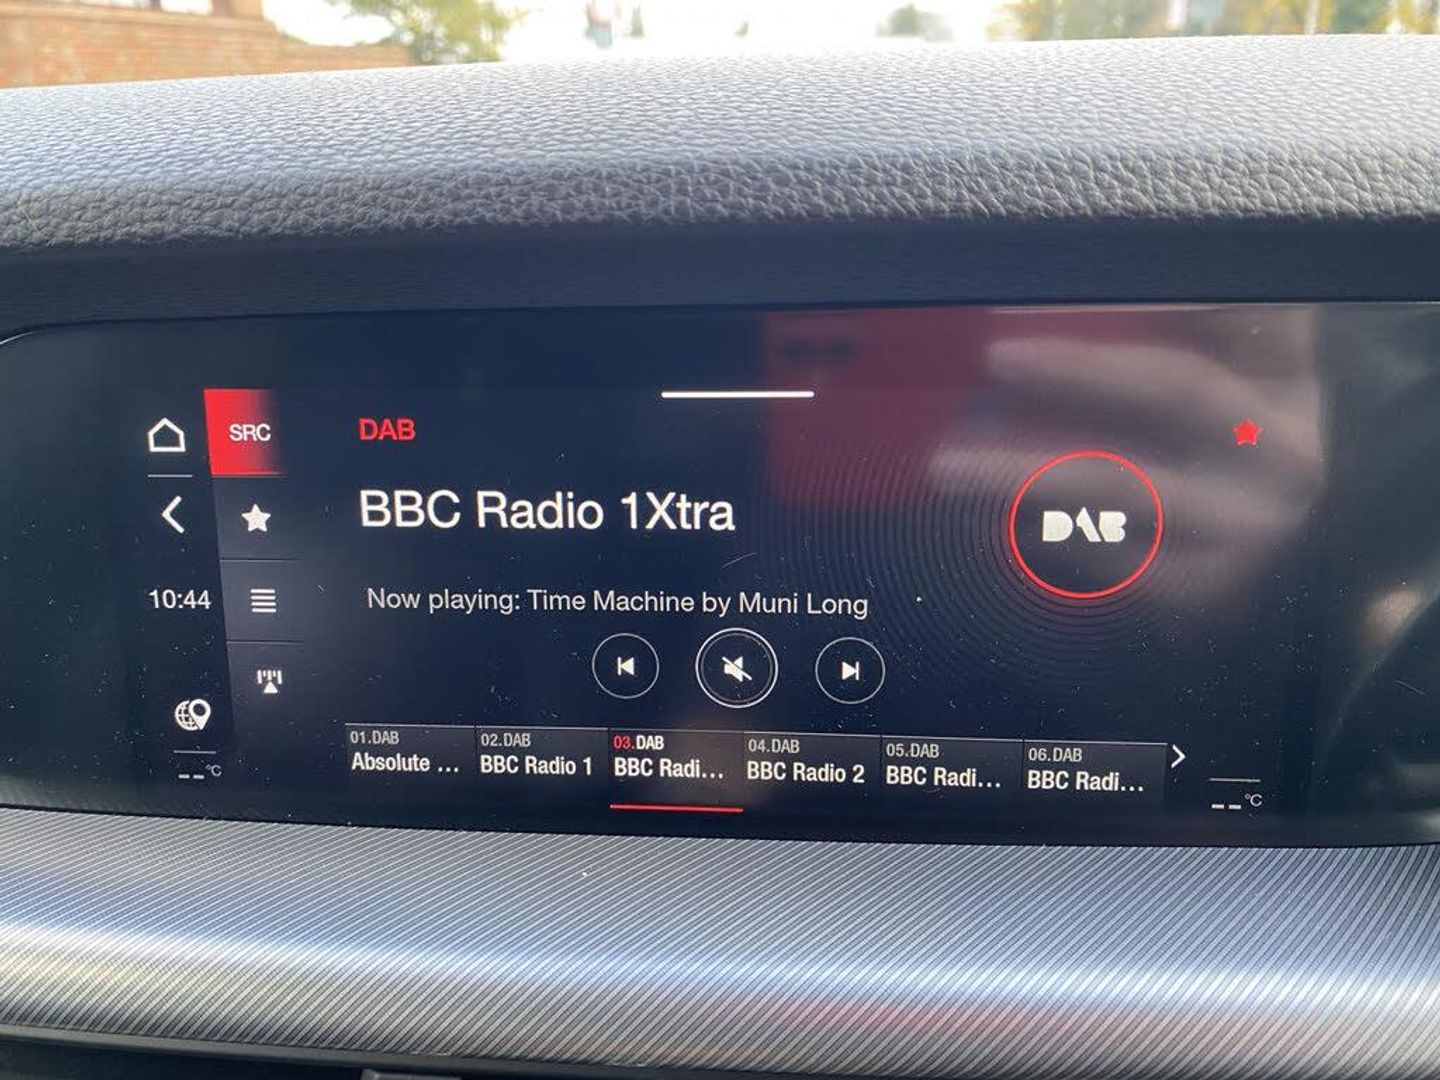 SRC
DAB
BBC Radio 1Xtra
DAB
10:44
Now playing: Time Machine by Muni Long
01.DAB
Absolute ...
02.DAB
BBC Radio 1
03.DAB
BBC Radi...
04.DAB
BBC Radio 2
05.DAB
BBC Radi...
06.DAB
BBC Radi...
--°C
--°C